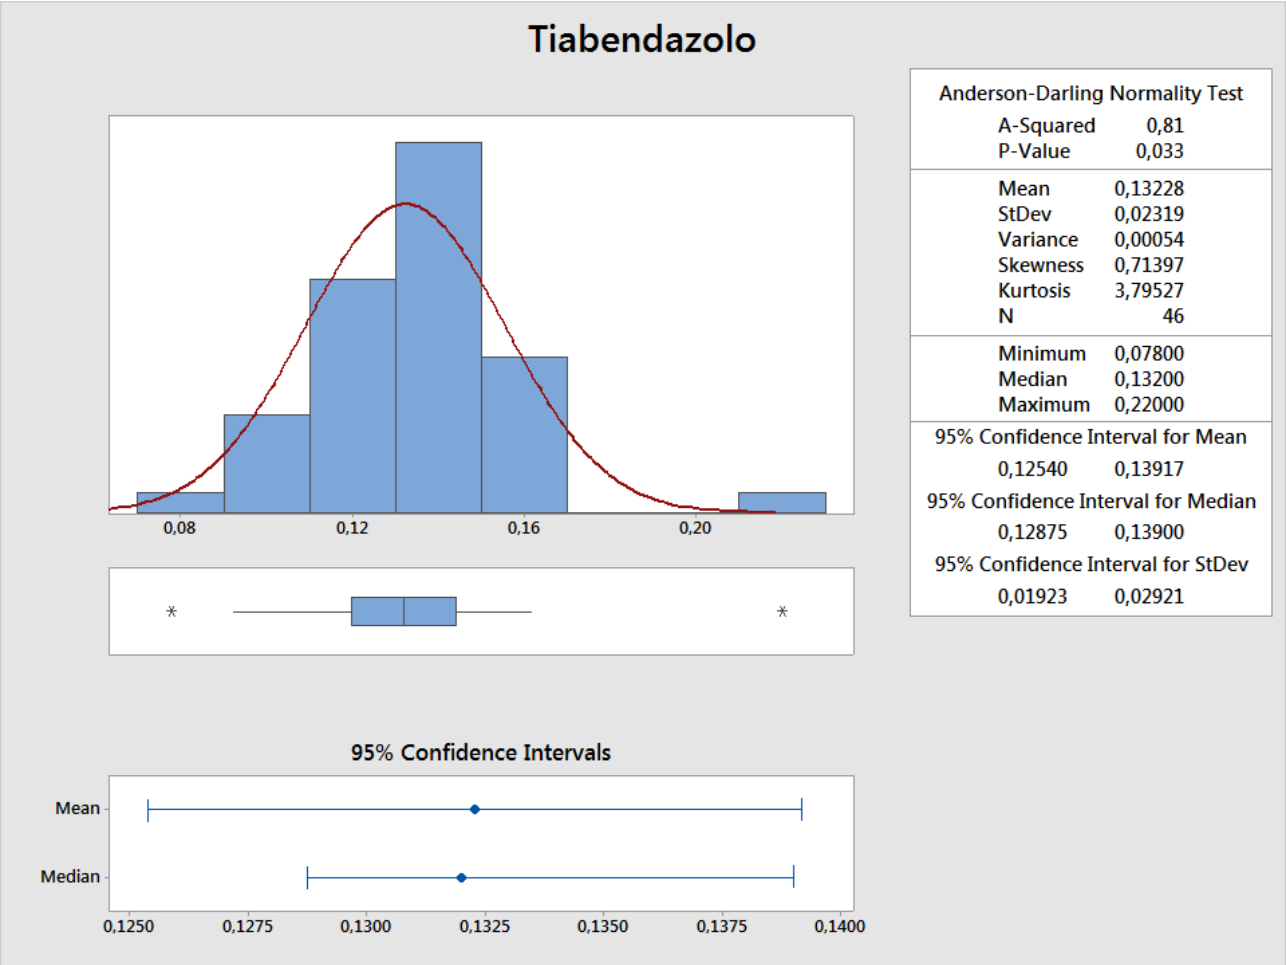 Tiabendazolo
0,08 0,12 0,16 0,20
95% Confidence Intervals
Mean
Median
0,1250 0,1275 0,1300 0,1325 0,1350 0,1375 0,1400
Anderson-Darling Normality Test
A-Squared 0,81
P-Value 0,033
Mean 0,13228
StDev 0,02319
Variance 0,00054
Skewness 0,71397
Kurtosis 3,79527
N 46
Minimum 0,07800
Median 0,13200
Maximum 0,22000
95% Confidence Interval for Mean
0,12540 0,13917
95% Confidence Interval for Median
0,12875 0,13900
95% Confidence Interval for StDev
0,01923 0,02921